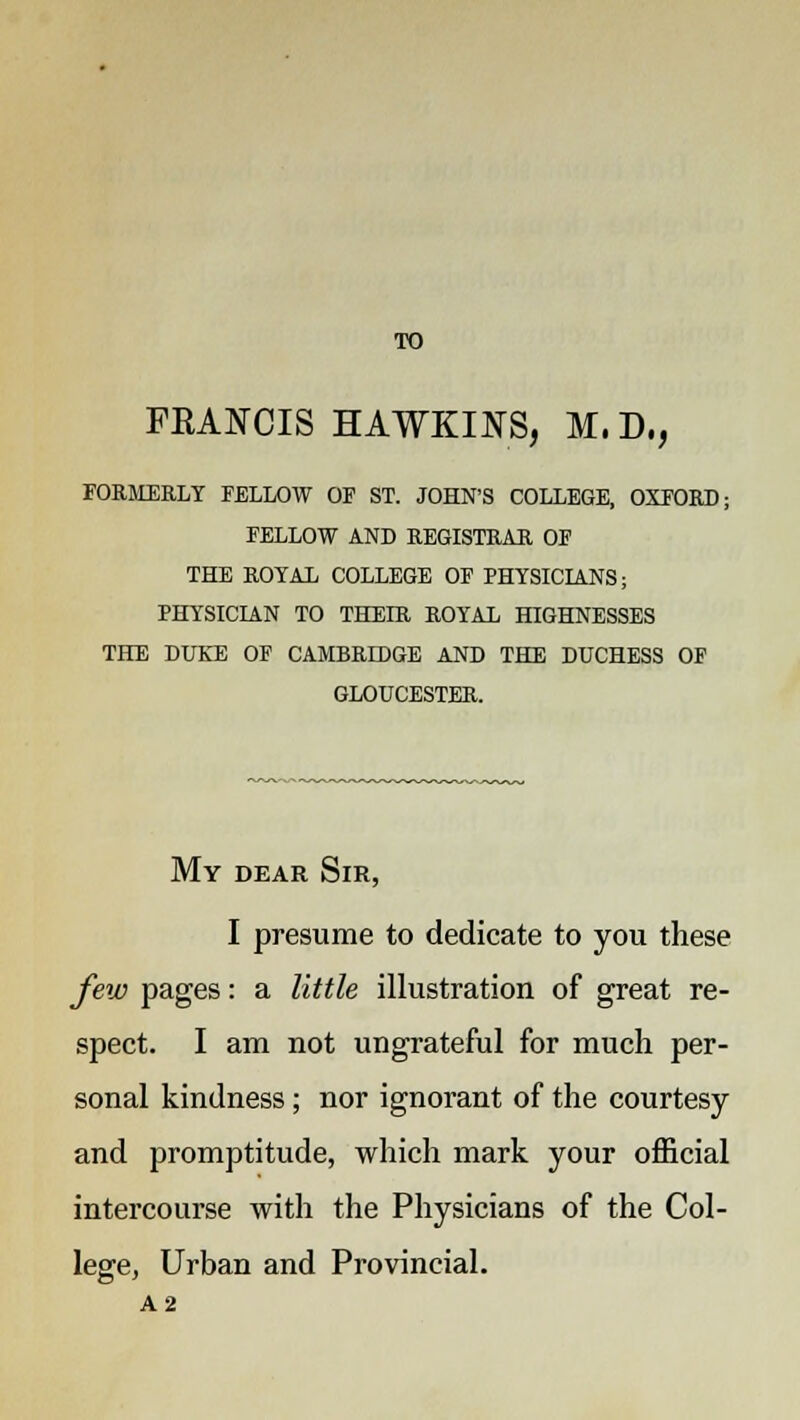 TO
FRANCIS HAWKINS, M.D.,
FORMERLY FELLOW OF ST. JOHN'S COLLEGE, OXFORD;
FELLOW AND REGISTRAR OF
THE ROYAL COLLEGE OF PHYSICIANS;
PHYSICIAN TO THEIR ROYAL HIGHNESSES
THE DUKE OF CAMBRIDGE AND THE DUCHESS OF
GLOUCESTER.
MY DEAR SIR,
I presume to dedicate to you these
few pages: a little illustration of great re-
spect. I am not ungrateful for much per-
sonal kindness; nor ignorant of the courtesy
and promptitude, which mark your official
intercourse with the Physicians of the Col-
lege, Urban and Provincial.
A 2